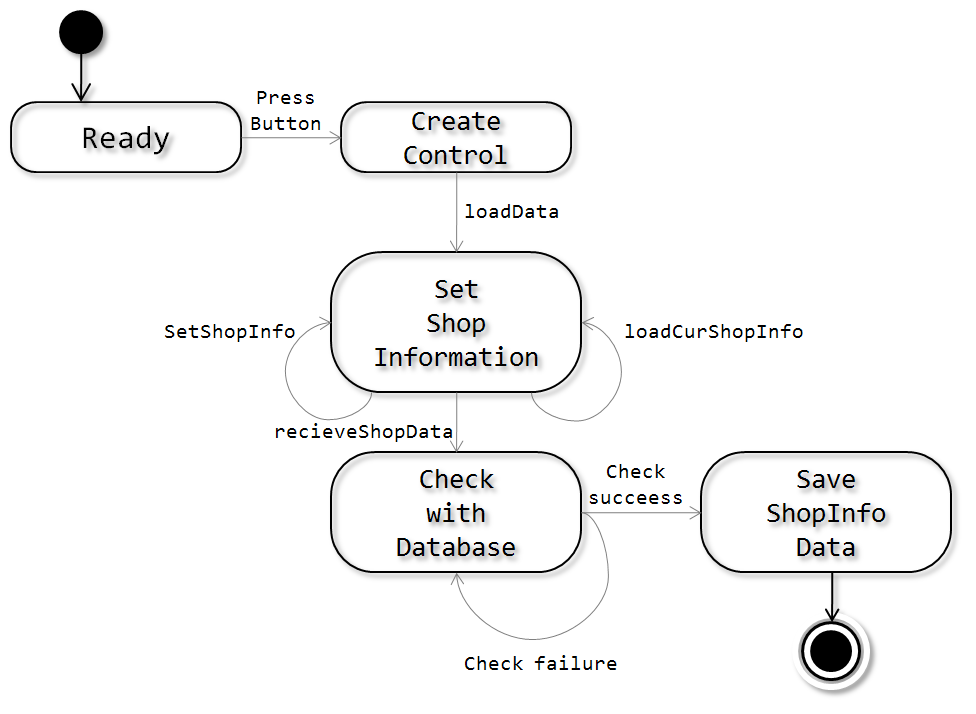 Press
Button
Ready
Create
Control
loadData
Set
Shop
Information
SetShopInfo
loadCurShopInfo
recieveShopData
Check
with
Database
Check
succeess
Save
ShopInfo
Data
Check failure